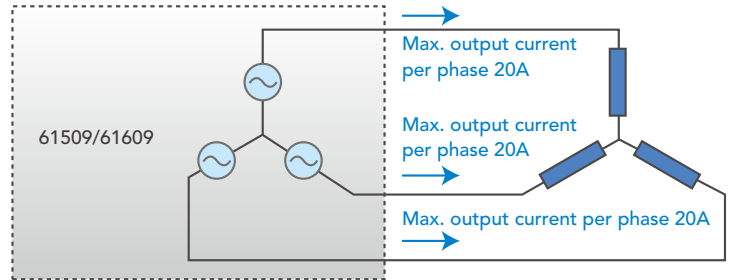 Max. output current
per phase 20A
61509/61609
Max. output current
per phase 20A
Max. output current per phase 20A